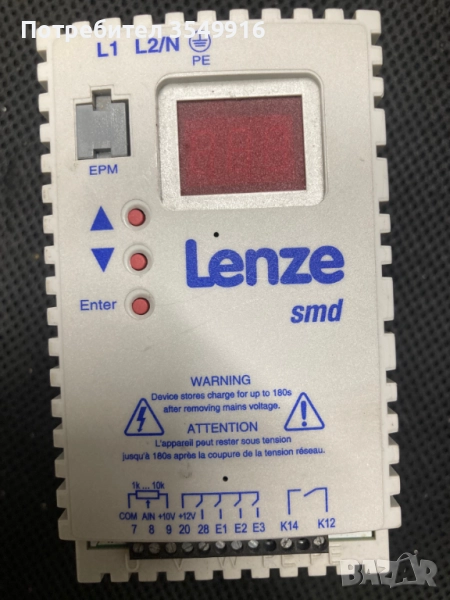 Потребител 3549916
L1 L2/N
PE
EPM
Enter
Lenze
smd
WARNING
Device stores charge for up to 180s
after removing mains voltage.
ATTENTION
L'appareil peut rester sous tension
jusqu'à 180s après la coupure de la tension réseau.
1k ... 10k
COM AIN +10V +12V
7 8 9 20 28 E1 E2 E3 K14 K12
U V W
bazar